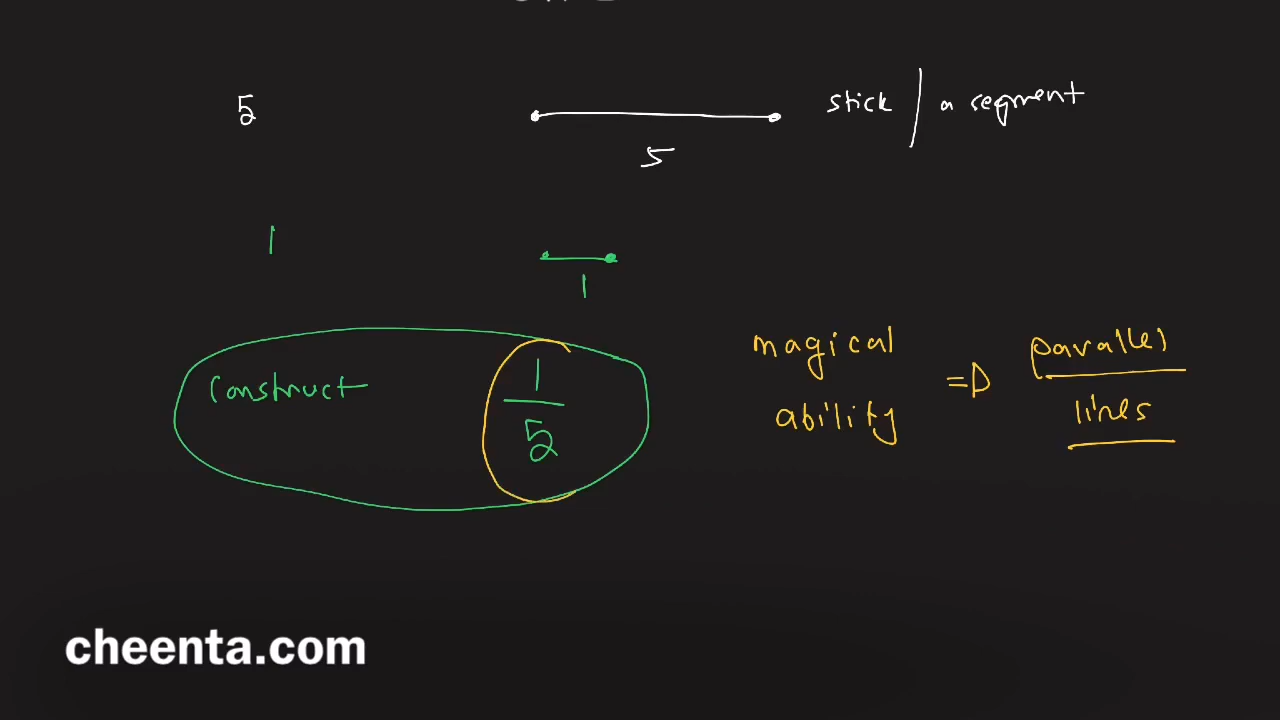 5
stick / a segment
5
1
1
construct
1
5
magical
ability
=D
parallel
lines
cheenta.com